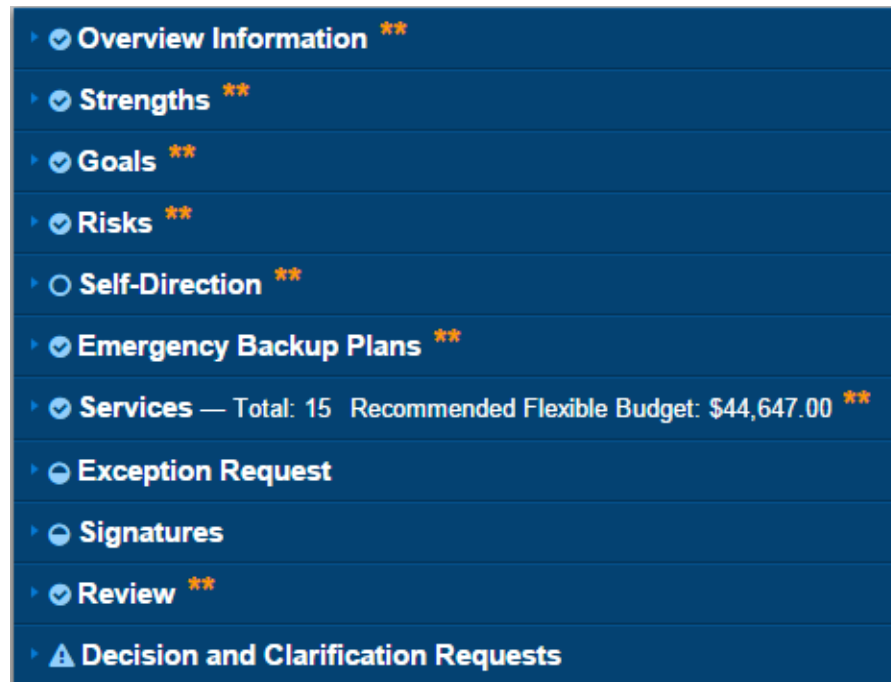 Overview Information **
Strengths **
Goals **
Risks **
Self-Direction **
Emergency Backup Plans **
Services — Total: 15 Recommended Flexible Budget: $44,647.00 **
Exception Request
Signatures
Review **
Decision and Clarification Requests